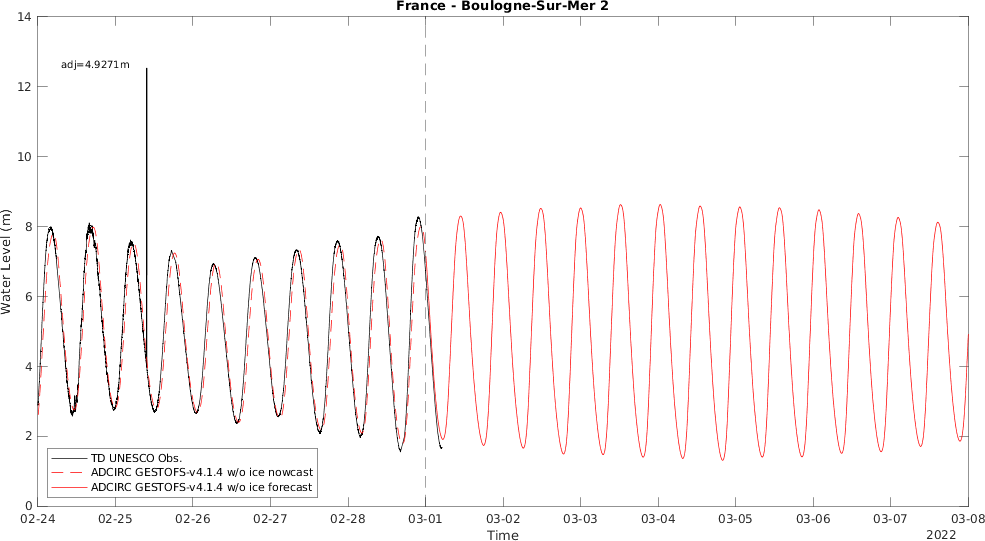 France - Boulogne-Sur-Mer 2
14
12
10
8
6
4
2
0
Water Level (m)
adj=4.9271m
TD UNESCO Obs.
ADCIRC GESTOFS-v4.1.4 w/o ice nowcast
ADCIRC GESTOFS-v4.1.4 w/o ice forecast
02-24 02-25 02-26 02-27 02-28 03-01 03-02 03-03 03-04 03-05 03-06 03-07 03-08
Time
2022